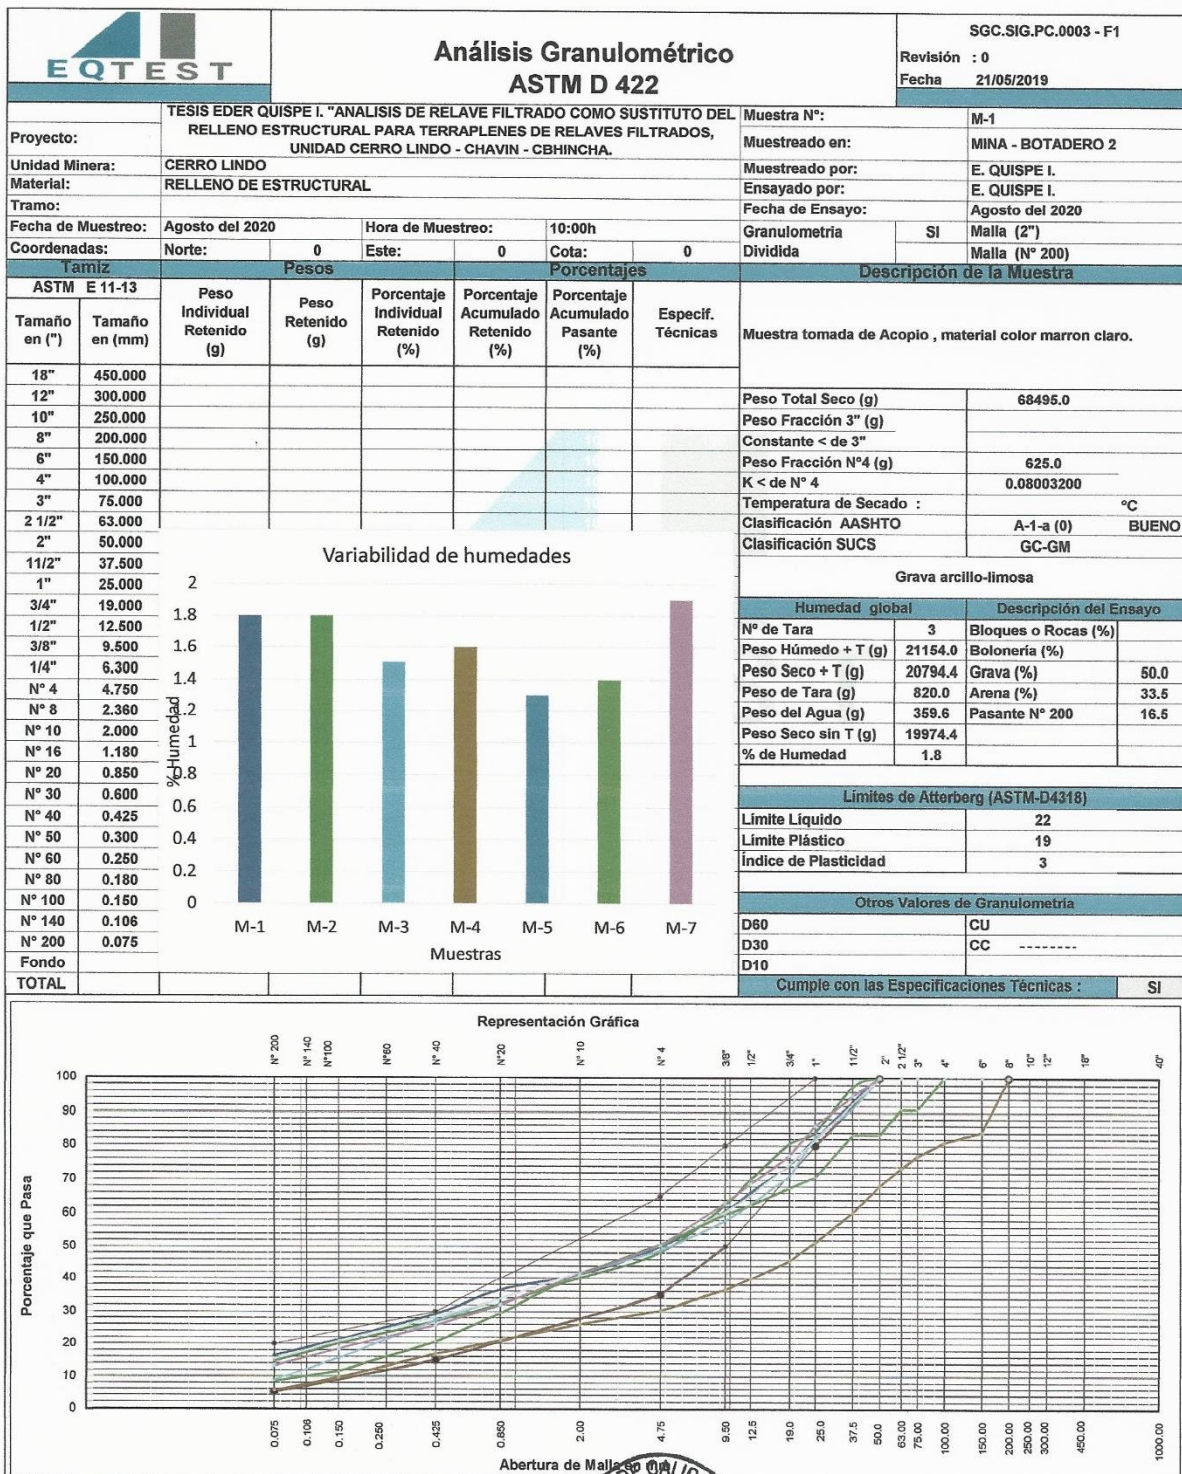 EQTEST
Análisis Granulométrico
ASTM D 422
SGC.SIG.PC.0003 - F1
Revisión : 0
Fecha 21/05/2019
Proyecto:
TESIS EDER QUISPE I. "ANALISIS DE RELAVE FILTRADO COMO SUSTITUTO DEL
RELLENO ESTRUCTURAL PARA TERRAPLENES DE RELAVES FILTRADOS,
UNIDAD CERRO LINDO - CHAVIN - CBHINCHA.
Muestra N°: M-1
Muestreado en: MINA - BOTADERO 2
Unidad Minera: CERRO LINDO
Muestreado por: E. QUISPE I.
Material: RELLENO DE ESTRUCTURAL
Ensayado por: E. QUISPE I.
Tramo:
Fecha de Ensayo: Agosto del 2020
Fecha de Muestreo: Agosto del 2020 Hora de Muestreo: 10:00h
Granulometria SI Malla (2")
Coordenadas: Norte: 0 Este: 0 Cota: 0
Dividida Malla (N° 200)
Tamiz Pesos Porcentajes Descripción de la Muestra
ASTM E 11-13
Tamaño en (")
Tamaño en (mm)
Peso Individual Retenido (g)
Peso Retenido (g)
Porcentaje Individual Retenido (%)
Porcentaje Acumulado Retenido (%)
Porcentaje Acumulado Pasante (%)
Especif. Técnicas
Muestra tomada de Acopio , material color marron claro.
18" 450.000
12" 300.000
10" 250.000
8" 200.000
6" 150.000
4" 100.000
3" 75.000
2 1/2" 63.000
2" 50.000
11/2" 37.500
1" 25.000
3/4" 19.000
1/2" 12.500
3/8" 9.500
1/4" 6.300
N° 4 4.750
N° 8 2.360
N° 10 2.000
N° 16 1.180
N° 20 0.850
N° 30 0.600
N° 40 0.425
N° 50 0.300
N° 60 0.250
N° 80 0.180
N° 100 0.150
N° 140 0.106
N° 200 0.075
Fondo
TOTAL
Variabilidad de humedades
2
1.8
1.6
1.4
1.2
1
0.8
0.6
0.4
0.2
0
% Humedad
M-1 M-2 M-3 M-4 M-5 M-6 M-7
Muestras
Peso Total Seco (g) 68495.0
Peso Fracción 3" (g)
Constante < de 3"
Peso Fracción N°4 (g) 625.0
K < de N° 4 0.08003200
Temperatura de Secado : °C
Clasificación AASHTO A-1-a (0) BUENO
Clasificación SUCS GC-GM
Grava arcillo-limosa
Humedad global Descripción del Ensayo
N° de Tara 3 Bloques o Rocas (%)
Peso Húmedo + T (g) 21154.0 Bolonería (%)
Peso Seco + T (g) 20794.4 Grava (%) 50.0
Peso de Tara (g) 820.0 Arena (%) 33.5
Peso del Agua (g) 359.6 Pasante N° 200 16.5
Peso Seco sin T (g) 19974.4
% de Humedad 1.8
Límites de Atterberg (ASTM-D4318)
Límite Líquido 22
Límite Plástico 19
Índice de Plasticidad 3
Otros Valores de Granulometría
D60 CU
D30 CC --------
D10
Cumple con las Especificaciones Técnicas : SI
Representación Gráfica
N° 200 N° 140 N°100 N°60 N° 40 N°20 N° 10 N° 4 3/8" 1/2" 3/4" 1" 11/2" 2" 2 1/2" 3" 4" 6" 8" 10" 12" 18" 40"
Porcentaje que Pasa
100
90
80
70
60
50
40
30
20
10
0
0.075 0.106 0.150 0.250 0.425 0.850 2.00 4.75 9.50 12.5 19.0 25.0 37.5 50.0 63.00 75.00 100.00 150.00 200.00 250.00 300.00 450.00 1000.00
Abertura de Malla en mm